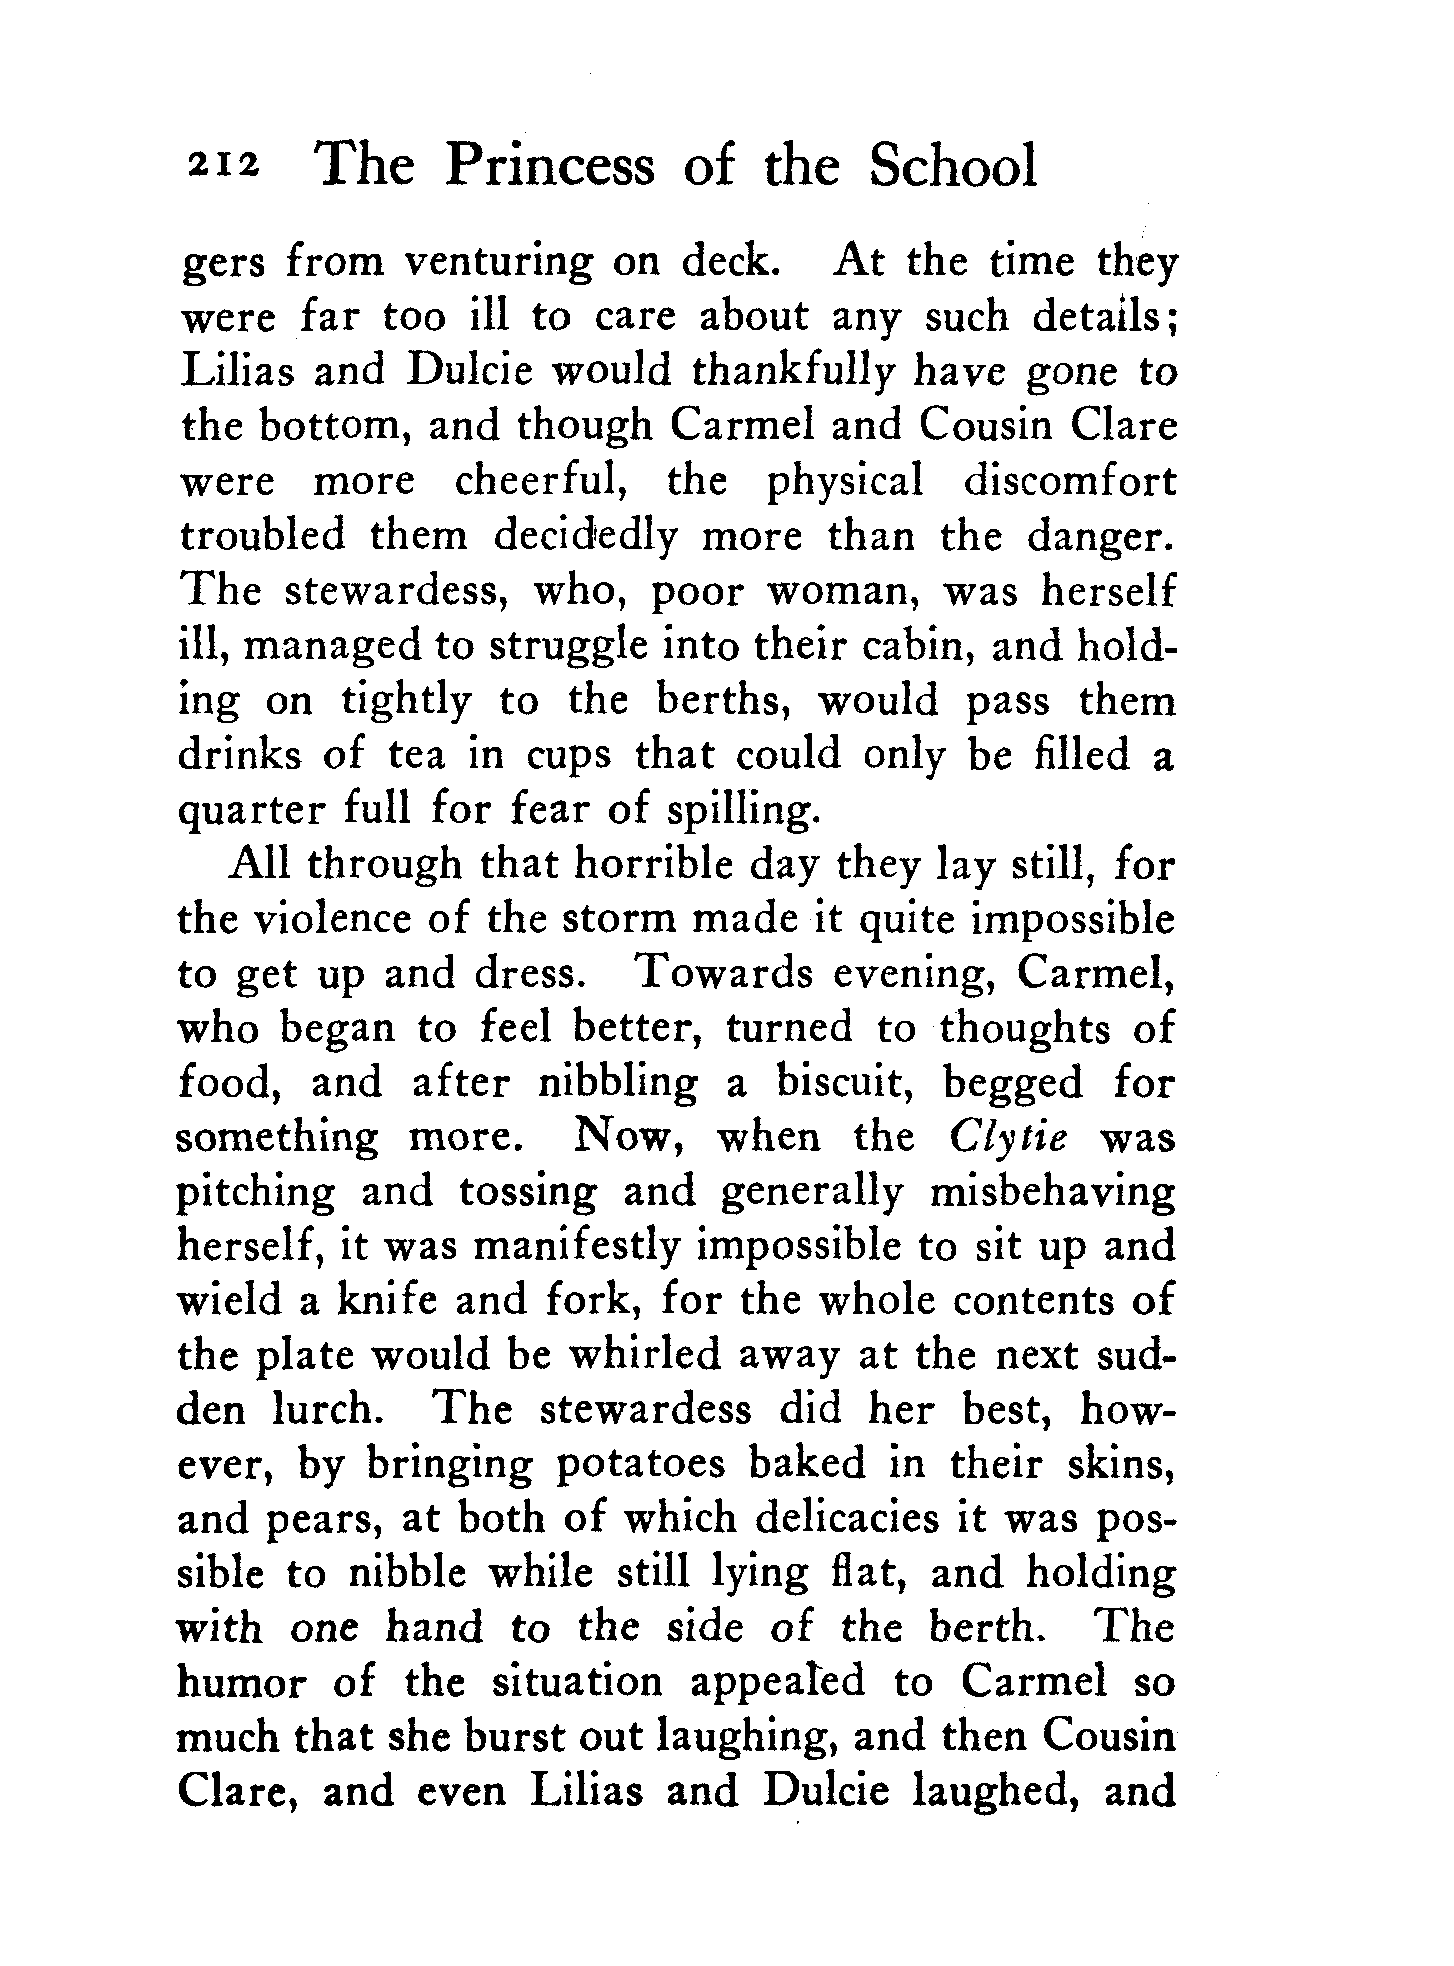 212 The Princess of the School
gers from venturing on deck. At the time they
were far too ill to care about any such details;
Lilias and Dulcie would thankfully have gone to
the bottom, and though Carmel and Cousin Clare
were more cheerful, the physical discomfort
troubled them decidedly more than the danger.
The stewardess, who, poor woman, was herself
ill, managed to struggle into their cabin, and hold-
ing on tightly to the berths, would pass them
drinks of tea in cups that could only be filled a
quarter full for fear of spilling.
All through that horrible day they lay still, for
the violence of the storm made it quite impossible
to get up and dress. Towards evening, Carmel,
who began to feel better, turned to thoughts of
food, and after nibbling a biscuit, begged for
something more. Now, when the Clytie was
pitching and tossing and generally misbehaving
herself, it was manifestly impossible to sit up and
wield a knife and fork, for the whole contents of
the plate would be whirled away at the next sud-
den lurch. The stewardess did her best, how-
ever, by bringing potatoes baked in their skins,
and pears, at both of which delicacies it was pos-
sible to nibble while still lying flat, and holding
with one hand to the side of the berth. The
humor of the situation appealed to Carmel so
much that she burst out laughing, and then Cousin
Clare, and even Lilias and Dulcie laughed, and